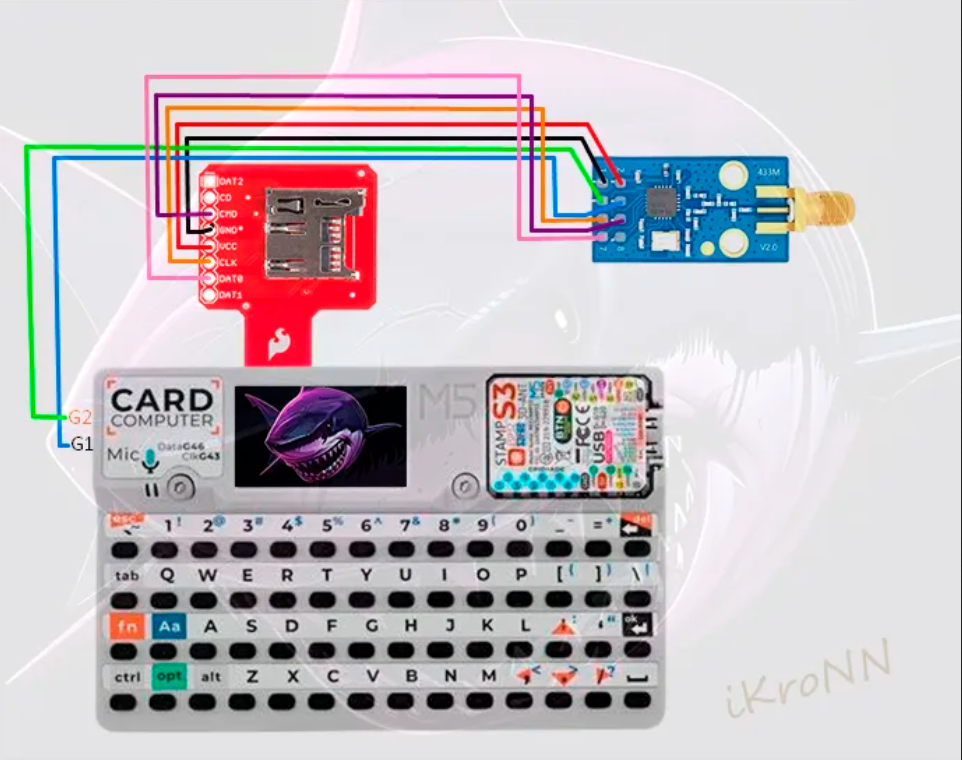 433M
DAT2
CD
CMD
GND*
VCC
CLK
DAT0
DAT1
V2.0
CARD
COMPUTER
M5
STAMP S3
G2
G1
Mic
DataG46
ClkG43
FCC
USB
esc ~ 1 ! 2 @ 3 # 4 $ 5 % 6 ^ 7 & 8 * 9 ( 0 ) _ - = + del
tab Q W E R T Y U I O P [ { ] } \ |
fn Aa A S D F G H J K L ; : ' " ok
ctrl opt alt Z X C V B N M , < . > / ?
iKroNN